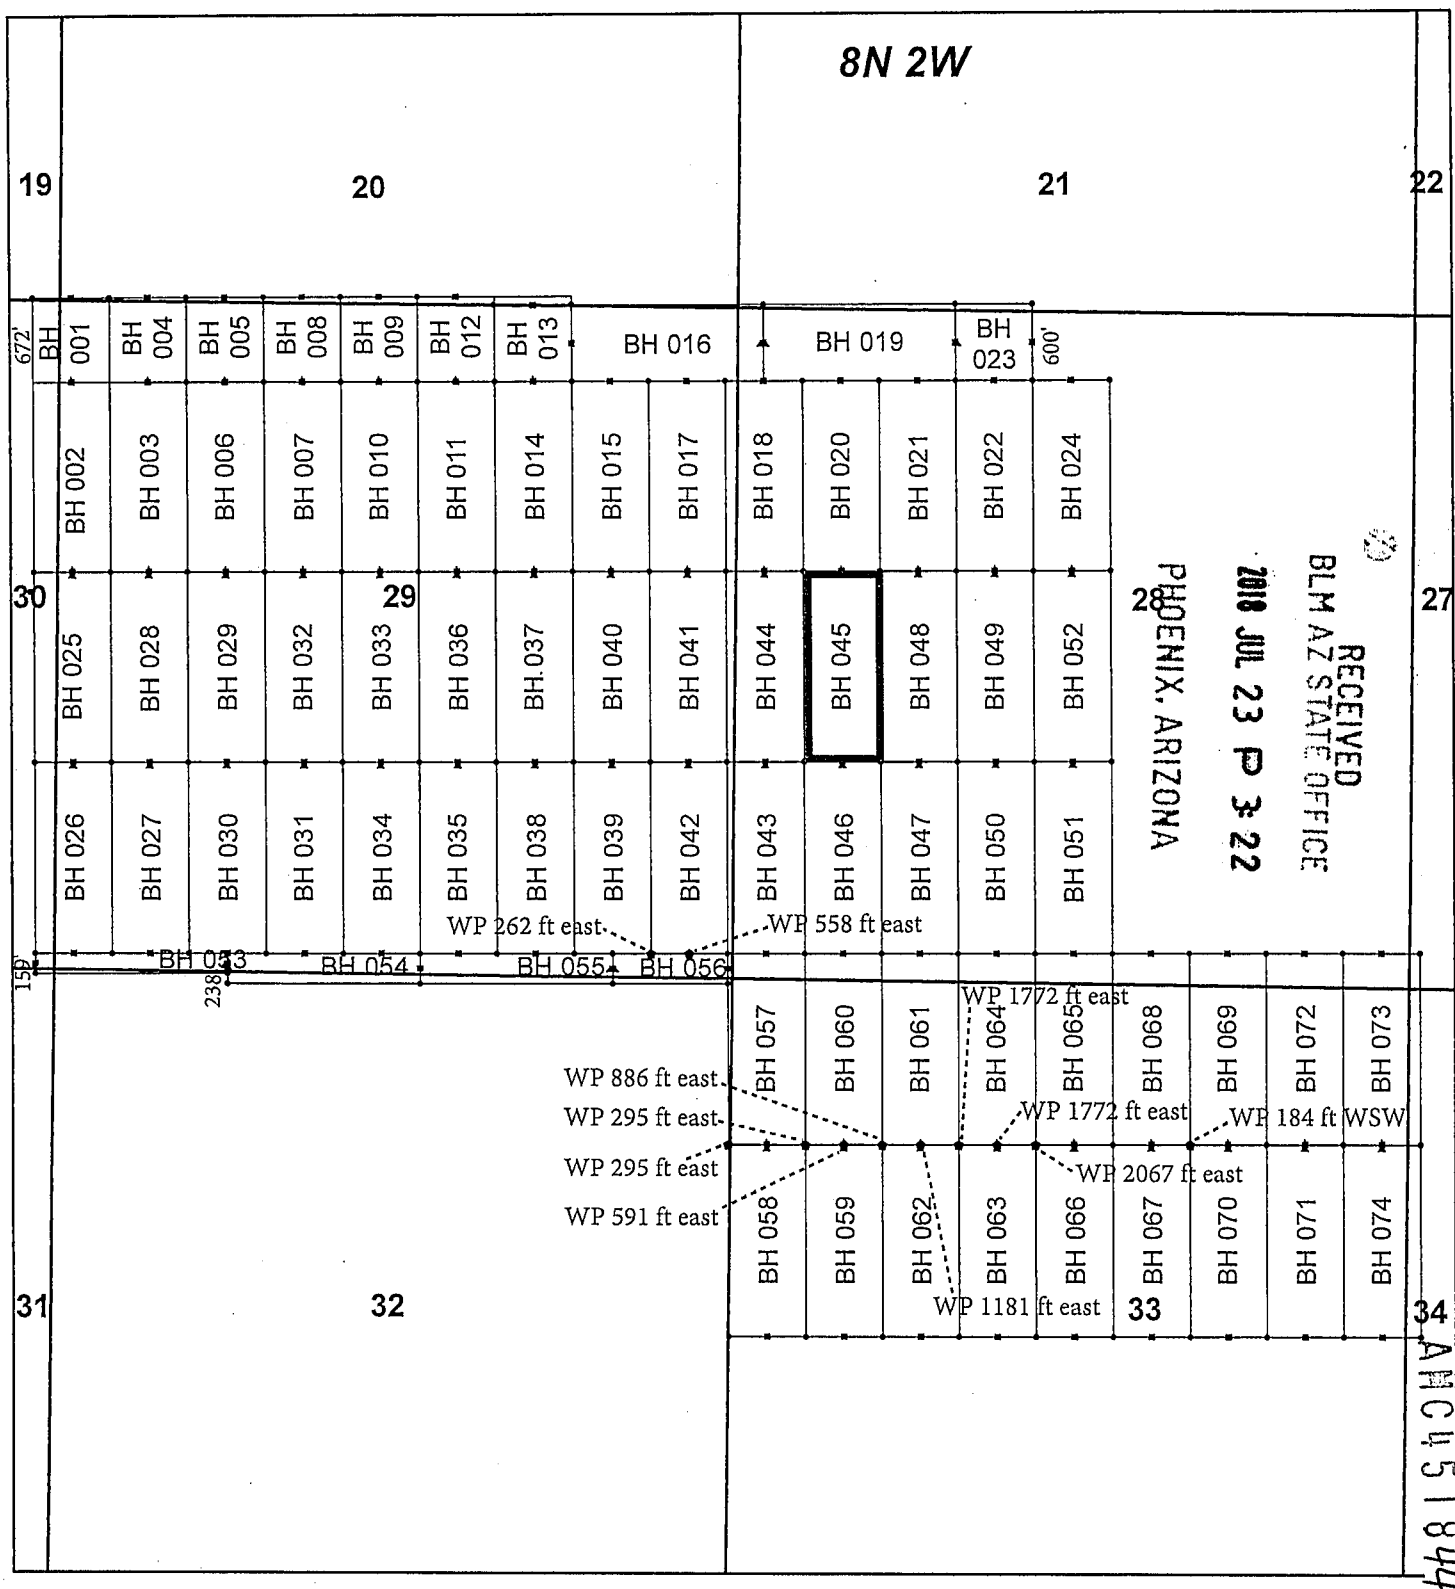 8N 2W
19
20
21
22
672'
BH 001
BH 004
BH 005
BH 008
BH 009
BH 012
BH 013
BH 016
BH 019
BH 023
600'
BH 002
BH 003
BH 006
BH 007
BH 010
BH 011
BH 014
BH 015
BH 017
BH 018
BH 020
BH 021
BH 022
BH 024
30
29
28
27
BH 025
BH 028
BH 029
BH 032
BH 033
BH 036
BH 037
BH 040
BH 041
BH 044
BH 045
BH 048
BH 049
BH 052
RECEIVED
BLM AZ STATE OFFICE
2018 JUL 23 P 3:22
PHOENIX, ARIZONA
BH 026
BH 027
BH 030
BH 031
BH 034
BH 035
BH 038
BH 039
BH 042
BH 043
BH 046
BH 047
BH 050
BH 051
WP 262 ft east
WP 558 ft east
159'
BH 053
238'
BH 054
BH 055
BH 056
WP 1772 ft east
BH 057
BH 060
BH 061
BH 064
BH 065
BH 068
BH 069
BH 072
BH 073
WP 886 ft east
WP 295 ft east
WP 1772 ft east
WP 184 ft WSW
WP 295 ft east
WP 2067 ft east
WP 591 ft east
BH 058
BH 059
BH 062
BH 063
BH 066
BH 067
BH 070
BH 071
BH 074
WP 1181 ft east
31
32
33
34
AMC451844